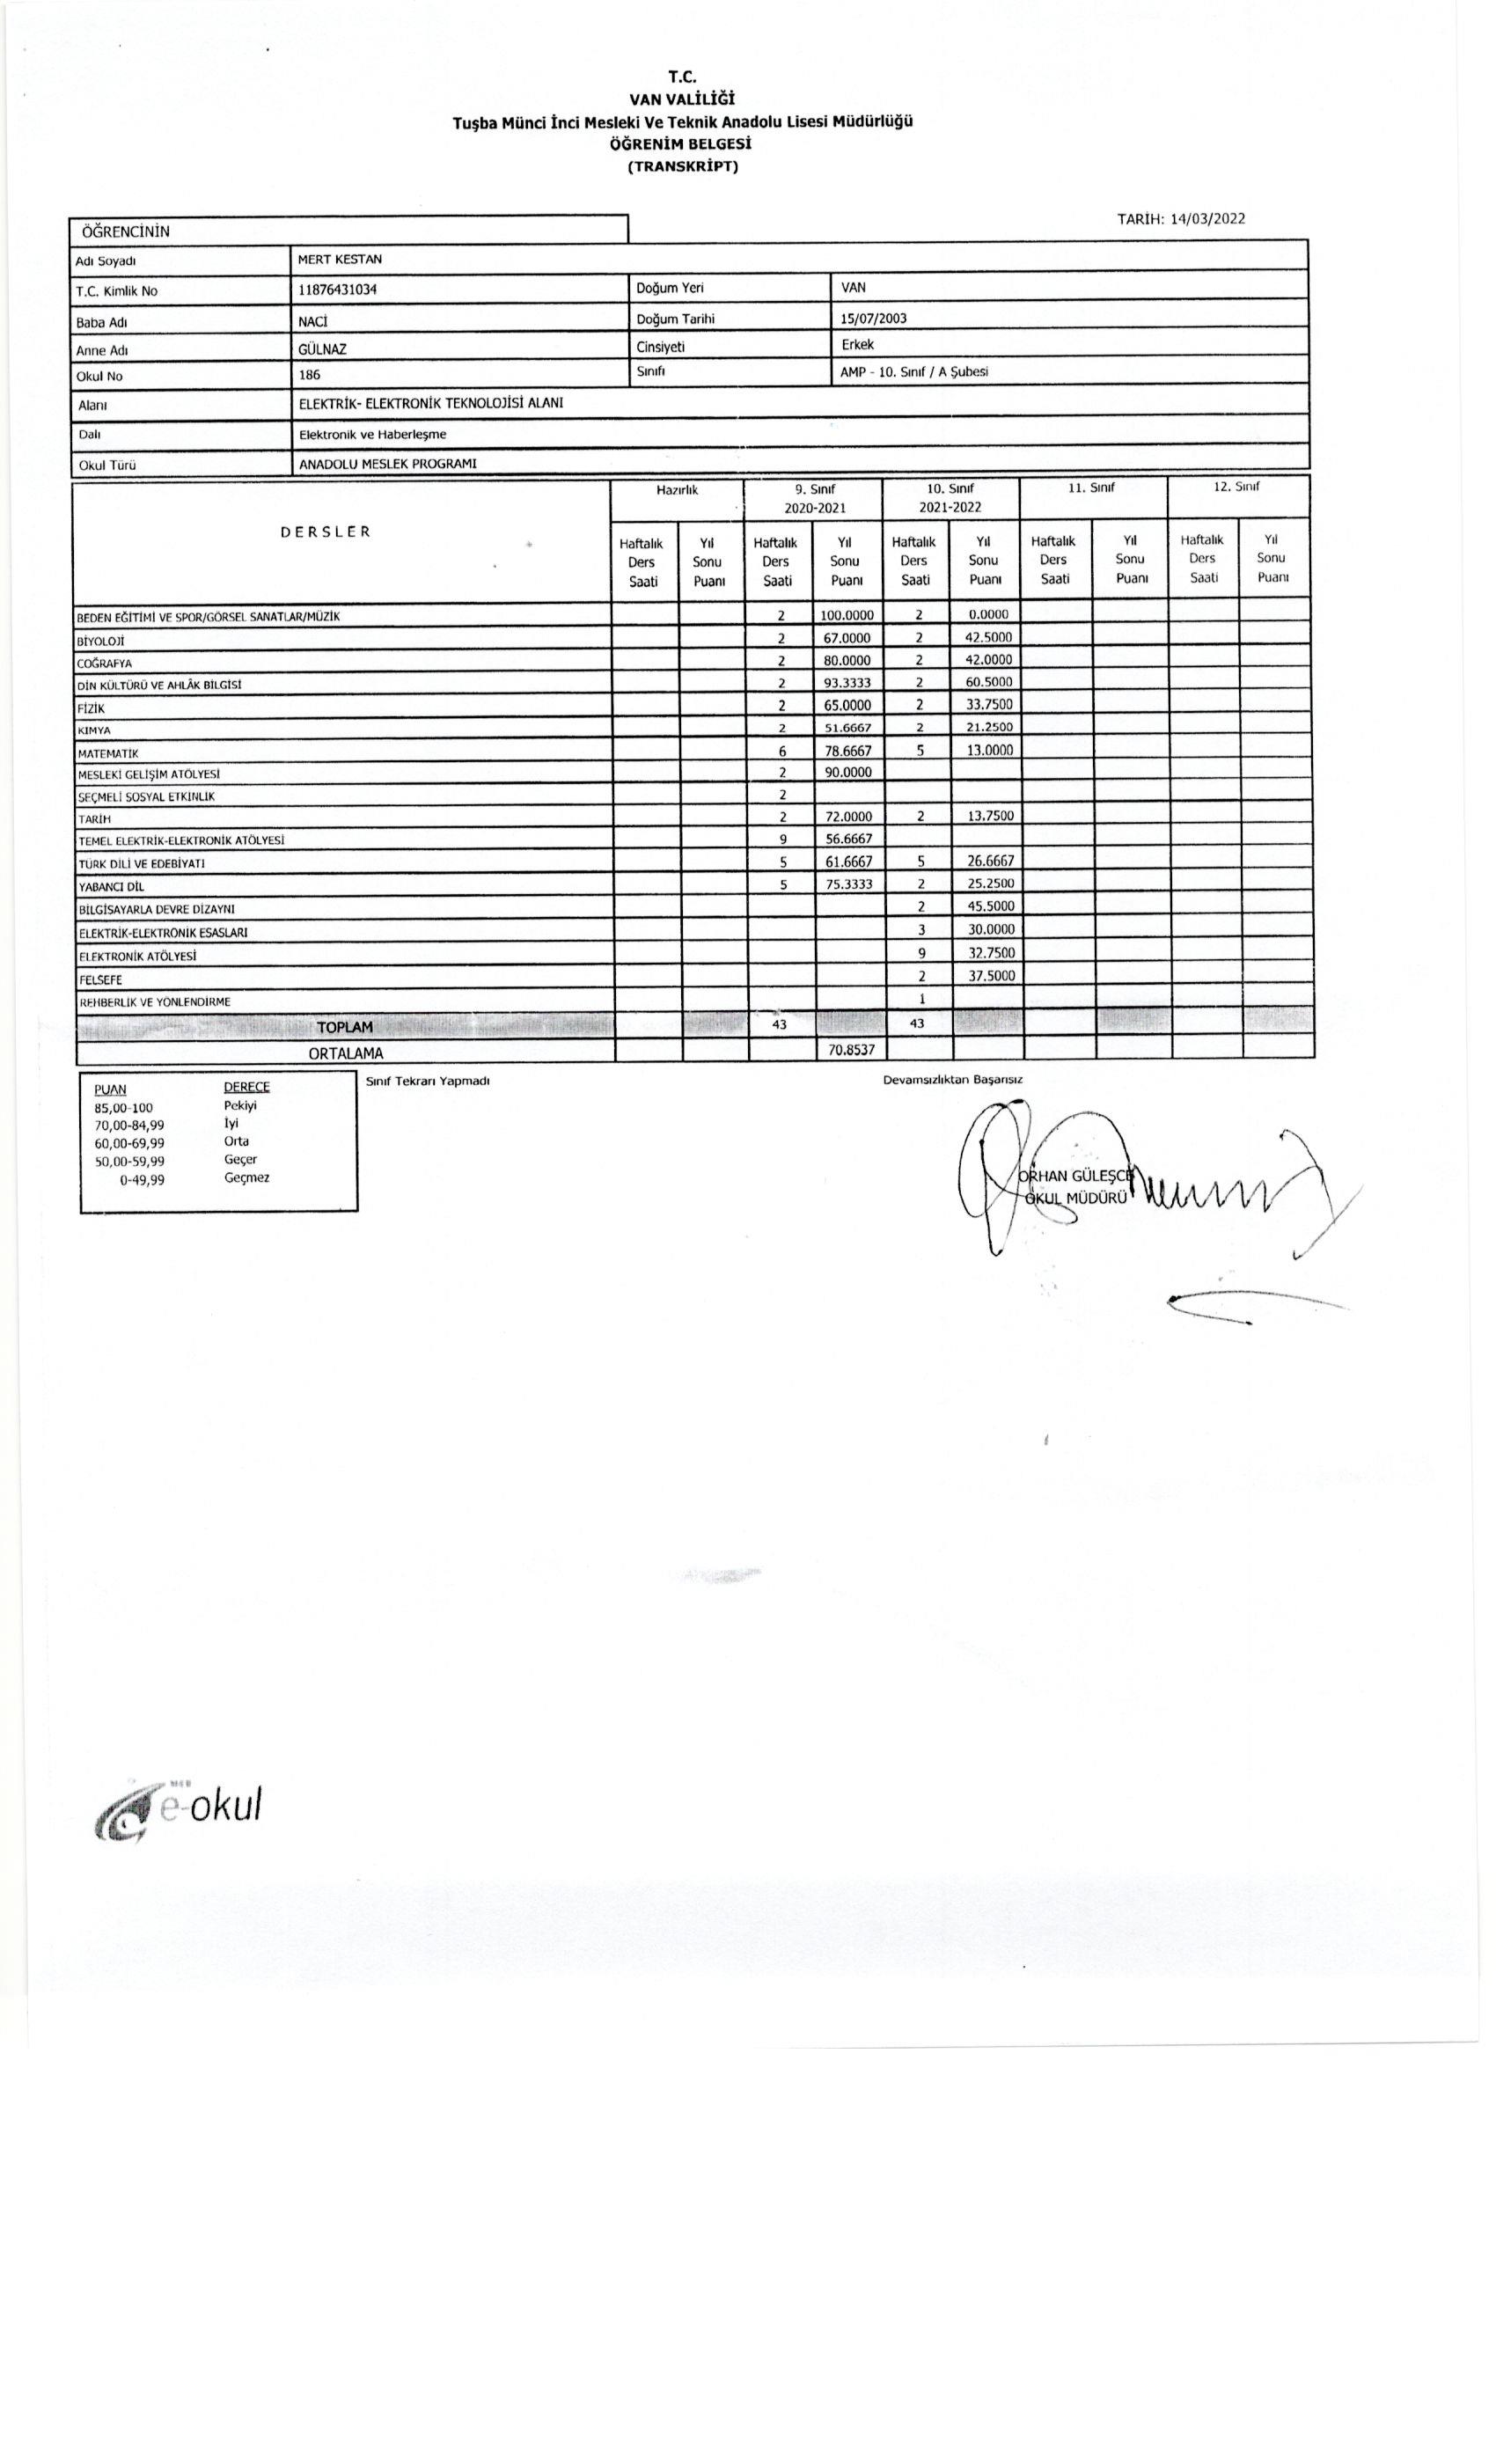 T.C.
VAN VALİLİĞİ
Tuşba Münci İnci Mesleki Ve Teknik Anadolu Lisesi Müdürlüğü
ÖĞRENİM BELGESİ
(TRANSKRİPT)
TARİH: 14/03/2022
ÖĞRENCİNİN
Adı Soyadı MERT KESTAN
T.C. Kimlik No 11876431034 Doğum Yeri VAN
Baba Adı NACİ Doğum Tarihi 15/07/2003
Anne Adı GÜLNAZ Cinsiyeti Erkek
Okul No 186 Sınıfı AMP - 10. Sınıf / A Şubesi
Alanı ELEKTRİK- ELEKTRONİK TEKNOLOJİSİ ALANI
Dalı Elektronik ve Haberleşme
Okul Türü ANADOLU MESLEK PROGRAMI
DERSLER Hazırlık 9. Sınıf 10. Sınıf 11. Sınıf 12. Sınıf
2020-2021 2021-2022
Haftalık Yıl Haftalık Yıl Haftalık Yıl Haftalık Yıl Haftalık Yıl
Ders Sonu Ders Sonu Ders Sonu Ders Sonu Ders Sonu
Saati Puanı Saati Puanı Saati Puanı Saati Puanı Saati Puanı
BEDEN EĞİTİMİ VE SPOR/GÖRSEL SANATLAR/MÜZİK 2 100.0000 2 0.0000
BİYOLOJİ 2 67.0000 2 42.5000
COĞRAFYA 2 80.0000 2 42.0000
DİN KÜLTÜRÜ VE AHLÂK BİLGİSİ 2 93.3333 2 60.5000
FİZİK 2 65.0000 2 33.7500
KİMYA 2 51.6667 2 21.2500
MATEMATİK 6 78.6667 5 13.0000
MESLEKİ GELİŞİM ATÖLYESİ 2 90.0000
SEÇMELİ SOSYAL ETKİNLİK 2
TARİH 2 72.0000 2 13.7500
TEMEL ELEKTRİK-ELEKTRONİK ATÖLYESİ 9 56.6667
TÜRK DİLİ VE EDEBİYATI 5 61.6667 5 26.6667
YABANCI DİL 5 75.3333 2 25.2500
BİLGİSAYARLA DEVRE DİZAYNI 2 45.5000
ELEKTRİK-ELEKTRONİK ESASLARI 3 30.0000
ELEKTRONİK ATÖLYESİ 9 32.7500
FELSEFE 2 37.5000
REHBERLİK VE YÖNLENDİRME 1
TOPLAM 43 43
ORTALAMA 70.8537
PUAN DERECE
85,00-100 Pekiyi
70,00-84,99 İyi
60,00-69,99 Orta
50,00-59,99 Geçer
0-49,99 Geçmez
Sınıf Tekrarı Yapmadı
Devamsızlıktan Başarısız
ORHAN GÜLEŞCE
OKUL MÜDÜRÜ
MEB
e-okul